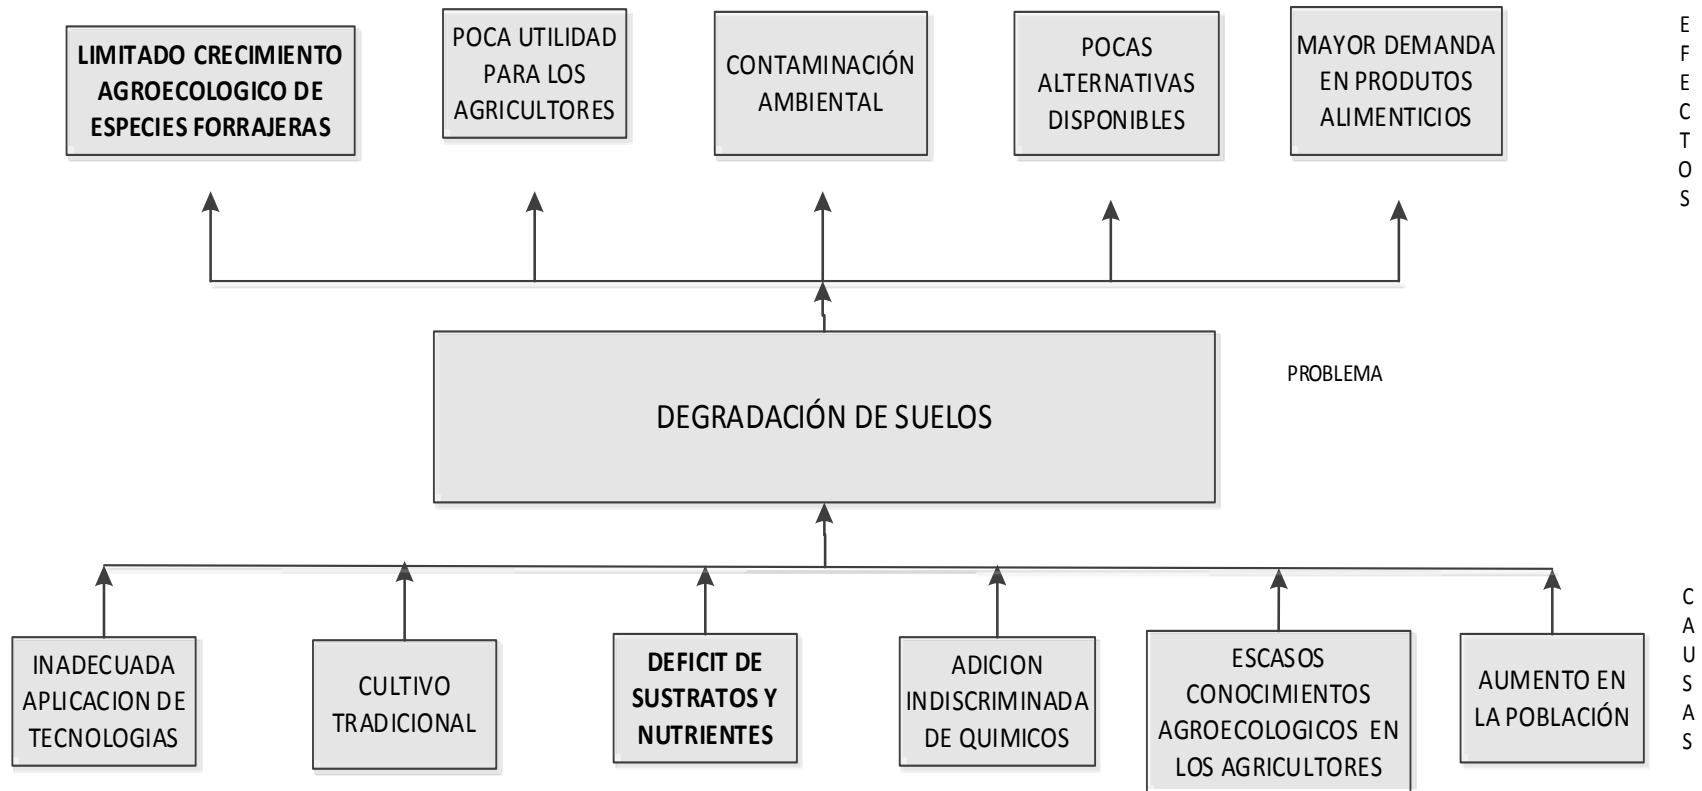 LIMITADO CRECIMIENTO
AGROECOLOGICO DE
ESPECIES FORRAJERAS
POCA UTILIDAD
PARA LOS
AGRICULTORES
CONTAMINACIÓN
AMBIENTAL
POCAS
ALTERNATIVAS
DISPONIBLES
MAYOR DEMANDA
EN PRODUTOS
ALIMENTICIOS
E
F
E
C
T
O
S
DEGRADACIÓN DE SUELOS
PROBLEMA
INADECUADA
APLICACION DE
TECNOLOGIAS
CULTIVO
TRADICIONAL
DEFICIT DE
SUSTRATOS Y
NUTRIENTES
ADICION
INDISCRIMINADA
DE QUIMICOS
ESCASOS
CONOCIMIENTOS
AGROECOLOGICOS EN
LOS AGRICULTORES
AUMENTO EN
LA POBLACIÓN
C
A
U
S
A
S